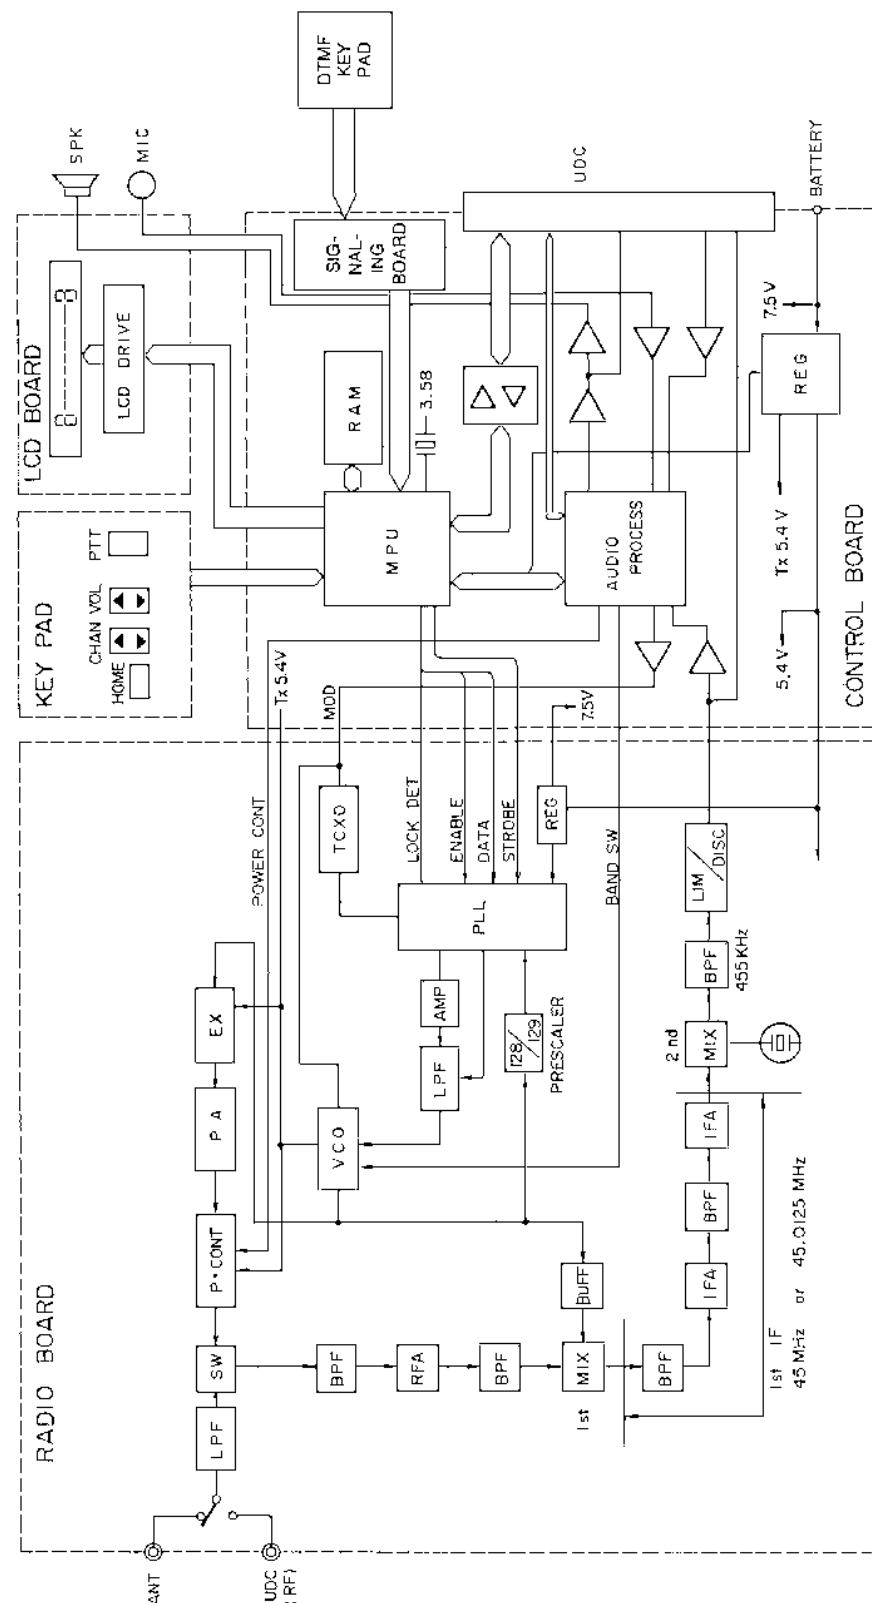 RADIO BOARD
ANT
UDC
RF)
LPF
SW
P•CONT
PA
EX
POWER CONT
Tx 5.4V
BPF
RFA
BPF
1st
MIX
BUFF
VCO
LPF
AMP
128/129
PRESCALER
PLL
TCXO
MOD
LOCK DET
ENABLE
DATA
STROBE
REG
7.5V
BAND SW
BPF
IFA
BPF
IFA
1st IF
45 MHz or 45.0125 MHz
2nd
MIX
BPF
455KHz
LIM/DISC
KEY PAD
HOME
CHAN
VOL
PTT
LCD BOARD
LCD DRIVE
SPK
MIC
DTMF
KEY
PAD
SIG-
NAL-
ING
BOARD
RAM
3.58
MPU
AUDIO
PROCESS
UDC
CONTROL BOARD
5.4V
Tx 5.4V
REG
7.5V
BATTERY